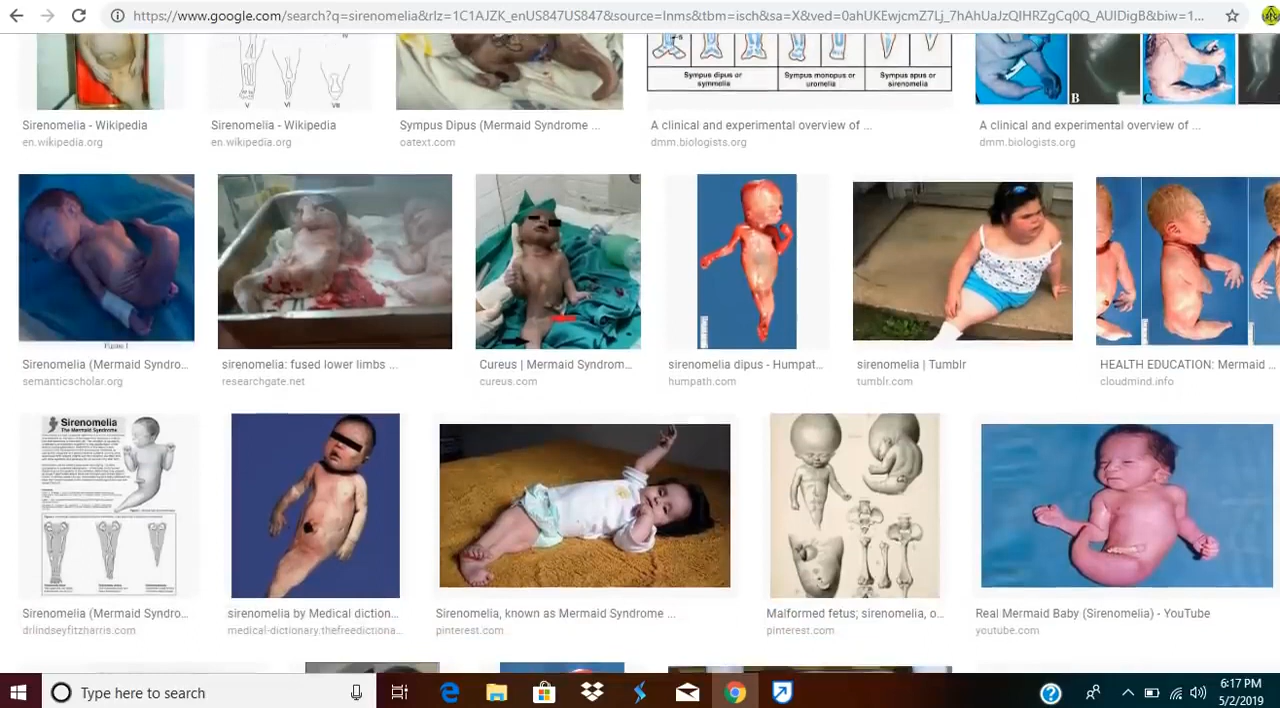 https://www.google.com/search?q=sirenomelia&rlz=1C1AJZK_enUS847US847&source=lnms&tbm=isch&sa=X&ved=0ahUKEwjcmZ7Lj_7hAhUaJzQIHRZgCq0Q_AUIDigB&biw=1...
V
VI
VII
Sympus dipus or symmelia
Sympus monopus or uromelia
Sympus apus or sirenomelia
B
C
Sirenomelia - Wikipedia
en.wikipedia.org
Sirenomelia - Wikipedia
en.wikipedia.org
Sympus Dipus (Mermaid Syndrome ...
oatext.com
A clinical and experimental overview of ...
dmm.biologists.org
A clinical and experimental overview of ...
dmm.biologists.org
Figure 1
Sirenomelia (Mermaid Syndro...
semanticscholar.org
sirenomelia: fused lower limbs ...
researchgate.net
Cureus | Mermaid Syndrom...
cureus.com
sirenomelia dipus - Humpat...
humpath.com
sirenomelia | Tumblr
tumblr.com
HEALTH EDUCATION: Mermaid ...
cloudmind.info
Sirenomelia
The Mermaid Syndrome
Sirenomelia (Mermaid Syndro...
drlindseyfitzharris.com
sirenomelia by Medical diction...
medical-dictionary.thefreedictiona...
Sirenomelia, known as Mermaid Syndrome ...
pinterest.com
Malformed fetus; sirenomelia, o...
pinterest.com
Real Mermaid Baby (Sirenomelia) - YouTube
youtube.com
Type here to search
6:17 PM
5/2/2019